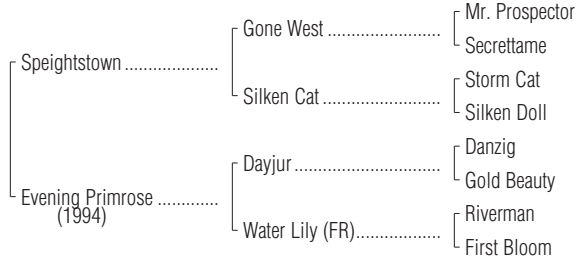 Mr. Prospector
Gone West .......................
Secrettame
Speightstown ...................
Storm Cat
Silken Cat ........................
Silken Doll
Danzig
Dayjur ..............................
Gold Beauty
Evening Primrose ............
(1994)
Riverman
Water Lily (FR).................
First Bloom